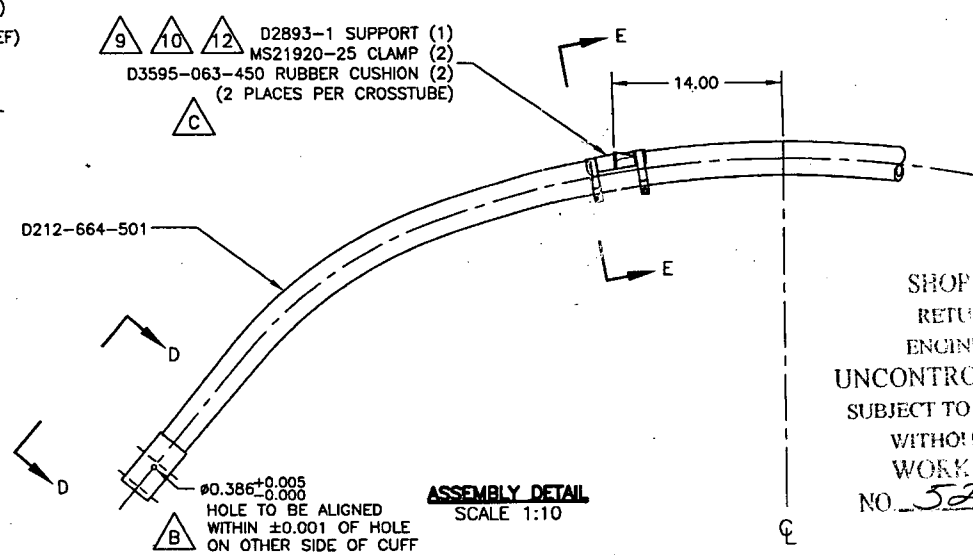 )
EF)
9 10 12 D2893-1 SUPPORT (1)
MS21920-25 CLAMP (2)
D3595-063-450 RUBBER CUSHION (2)
(2 PLACES PER CROSSTUBE)
C
E
14.00
D212-664-501
E
D
D
ø0.386 +0.005 -0.000
HOLE TO BE ALIGNED
WITHIN ±0.001 OF HOLE
ON OTHER SIDE OF CUFF
B
ASSEMBLY DETAIL
SCALE 1:10
℄
SHOP
RETU
ENGIN
UNCONTRO
SUBJECT TO
WITHOU
WORK
NO. 52